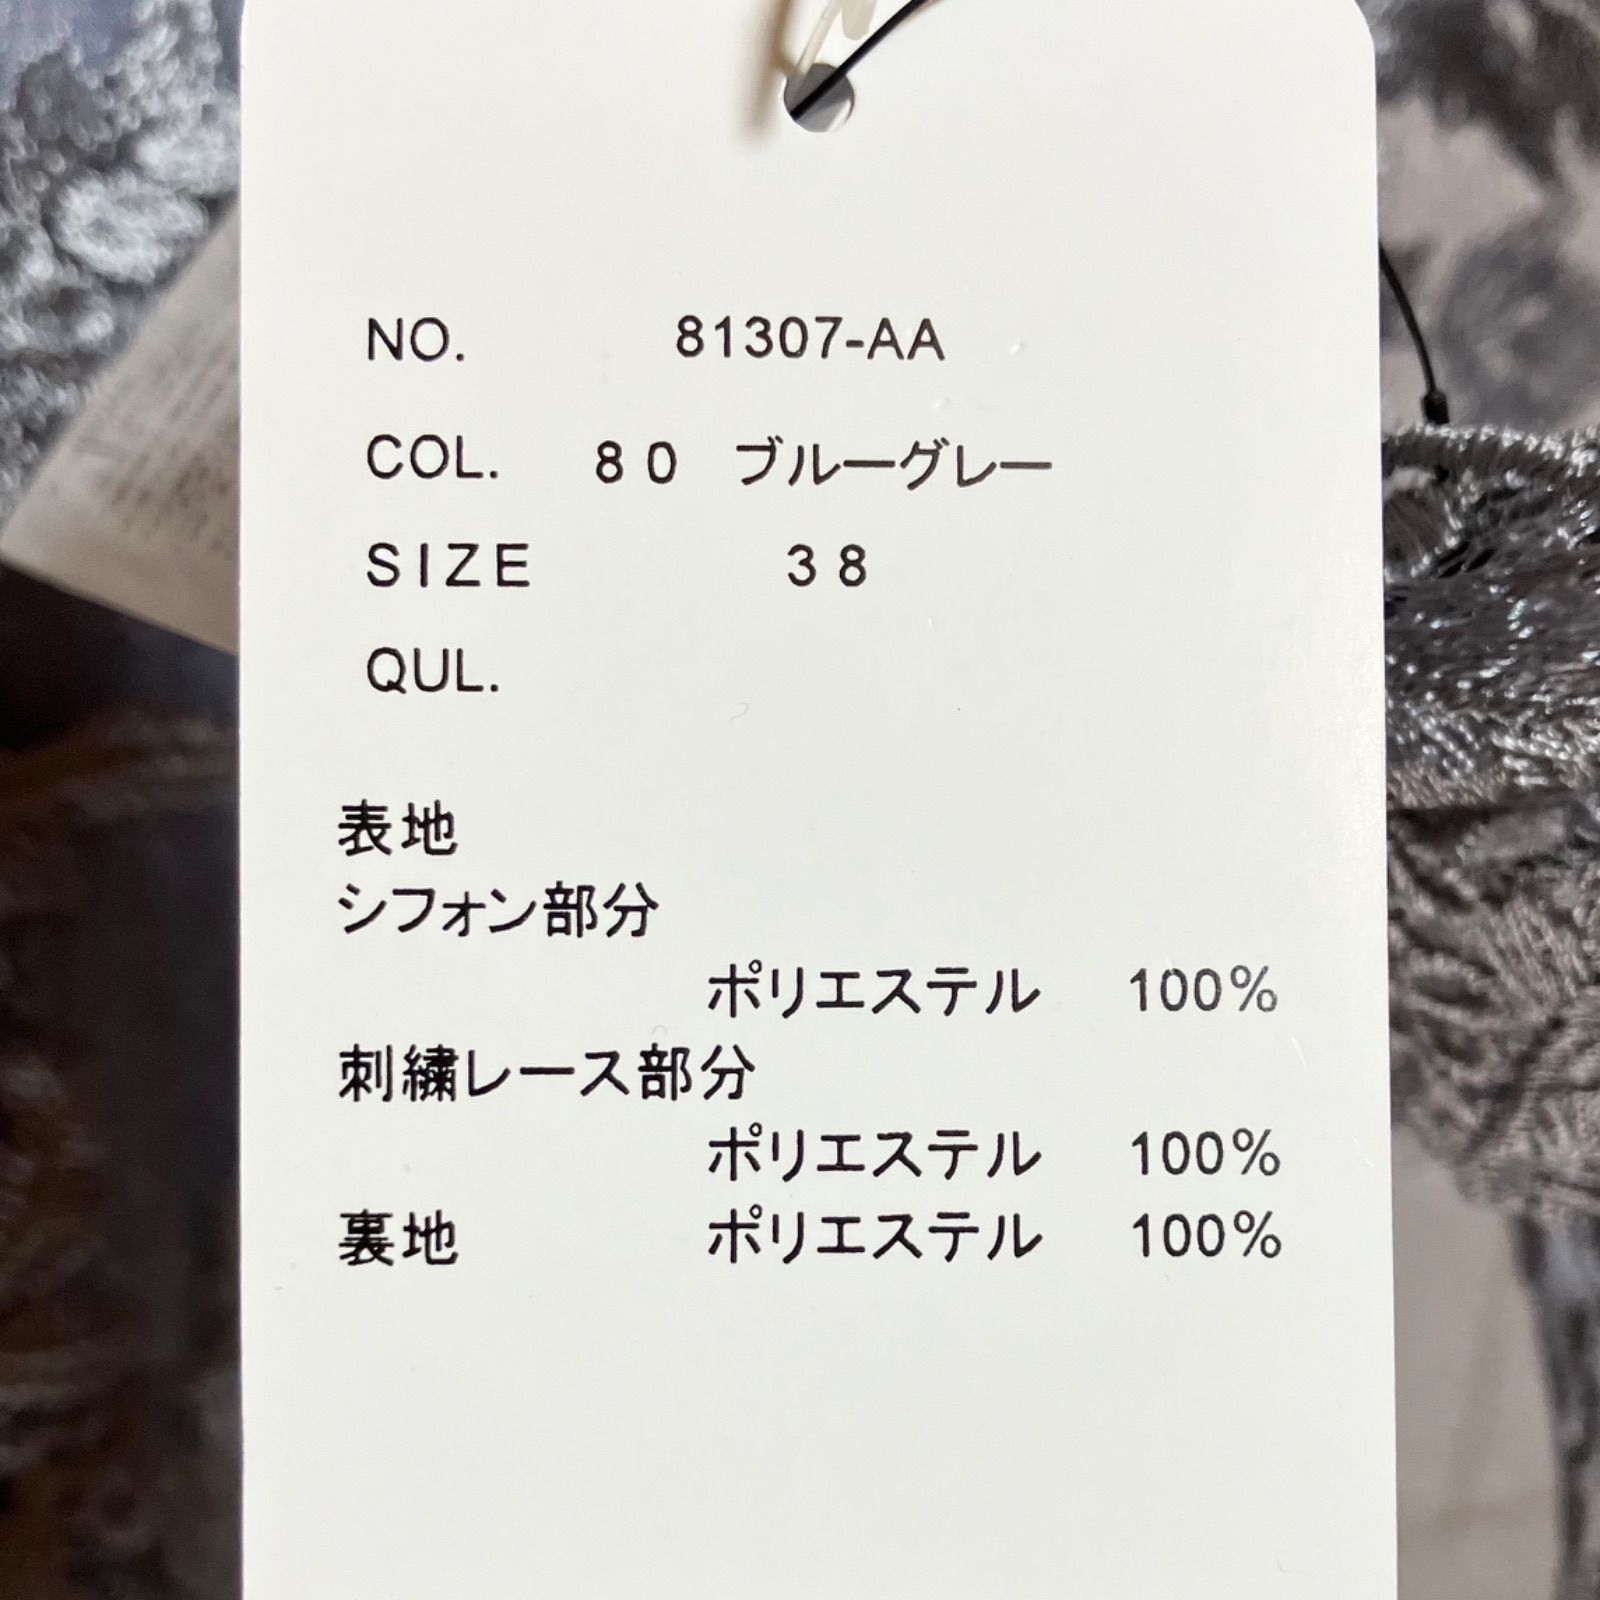 NO. 81307-AA
COL. 80 ブルーグレー
SIZE 38
QUL.
表地
シフォン部分
ポリエステル 100%
刺繍レース部分
ポリエステル 100%
裏地 ポリエステル 100%